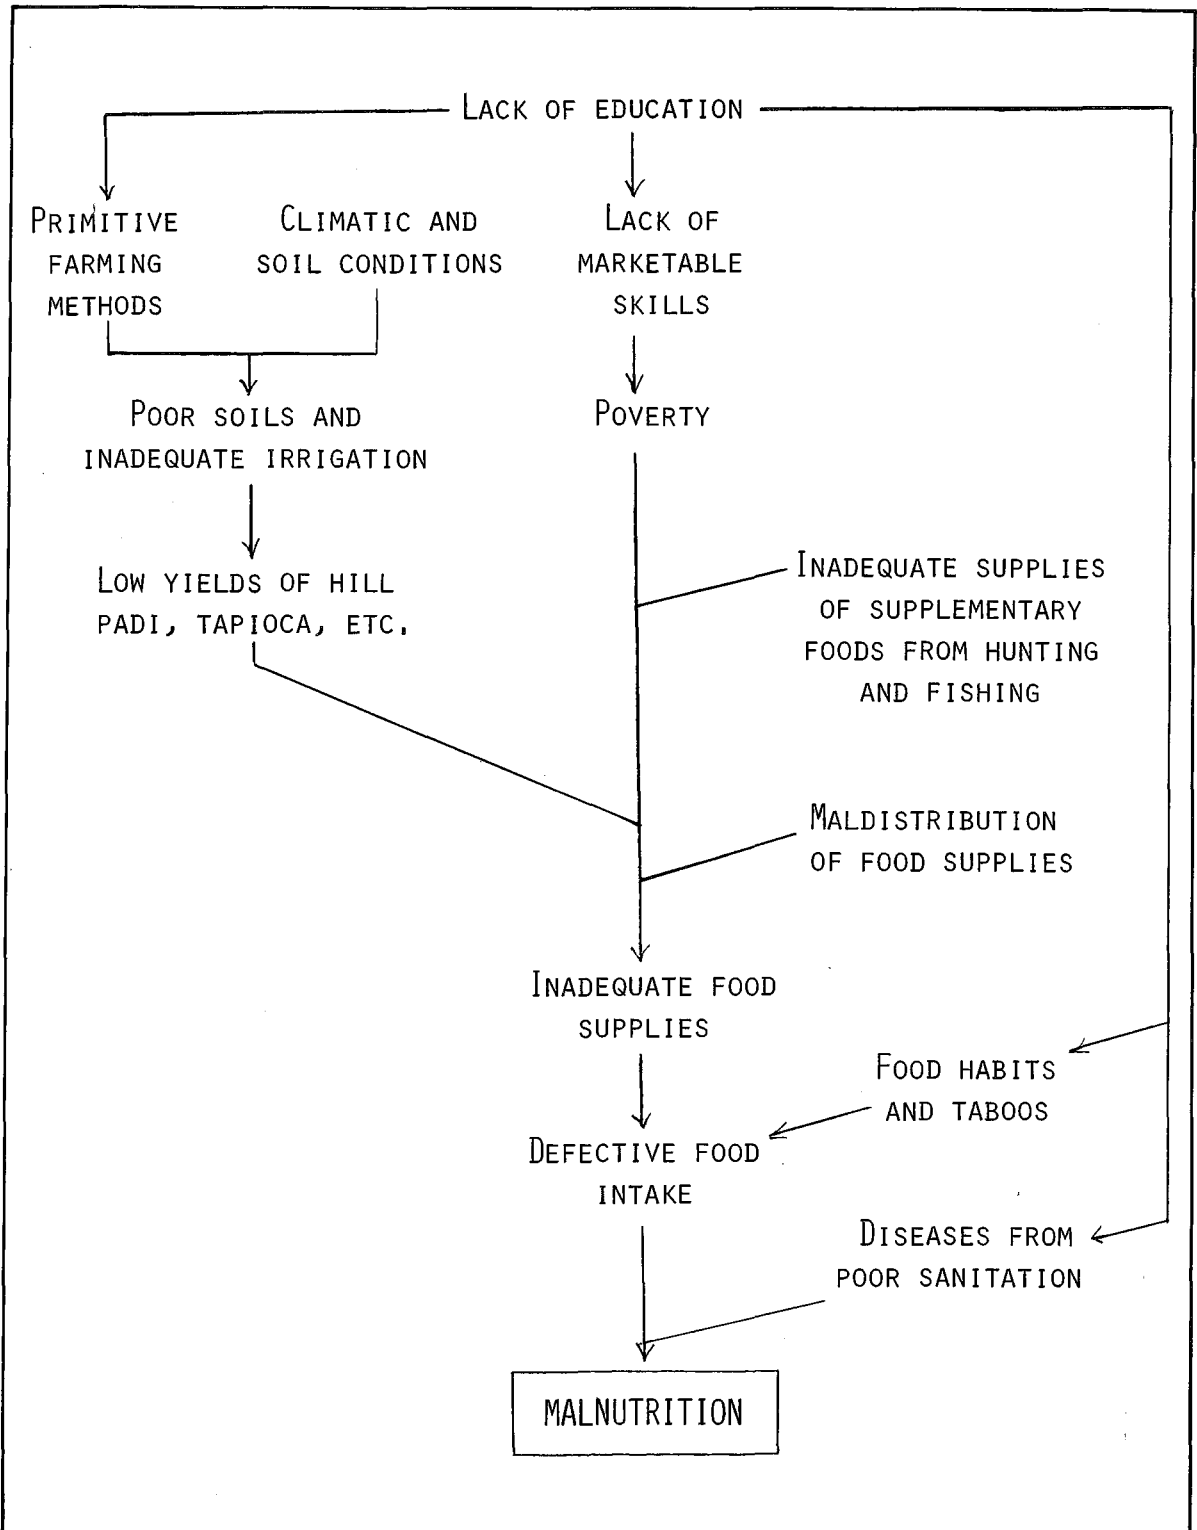 LACK OF EDUCATION
PRIMITIVE
FARMING
METHODS
CLIMATIC AND
SOIL CONDITIONS
LACK OF
MARKETABLE
SKILLS
POOR SOILS AND
INADEQUATE IRRIGATION
POVERTY
LOW YIELDS OF HILL
PADI, TAPIOCA, ETC.
INADEQUATE SUPPLIES
OF SUPPLEMENTARY
FOODS FROM HUNTING
AND FISHING
MALDISTRIBUTION
OF FOOD SUPPLIES
INADEQUATE FOOD
SUPPLIES
FOOD HABITS
AND TABOOS
DEFECTIVE FOOD
INTAKE
DISEASES FROM
POOR SANITATION
MALNUTRITION